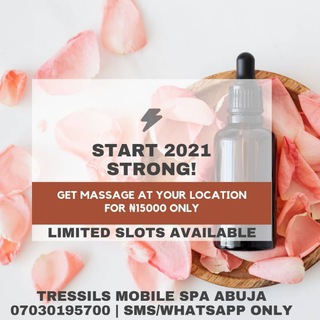 START 2021
STRONG!
GET MASSAGE AT YOUR LOCATION
FOR ₦15000 ONLY
LIMITED SLOTS AVAILABLE
TRESSILS MOBILE SPA ABUJA
07030195700 | SMS/WHATSAPP ONLY